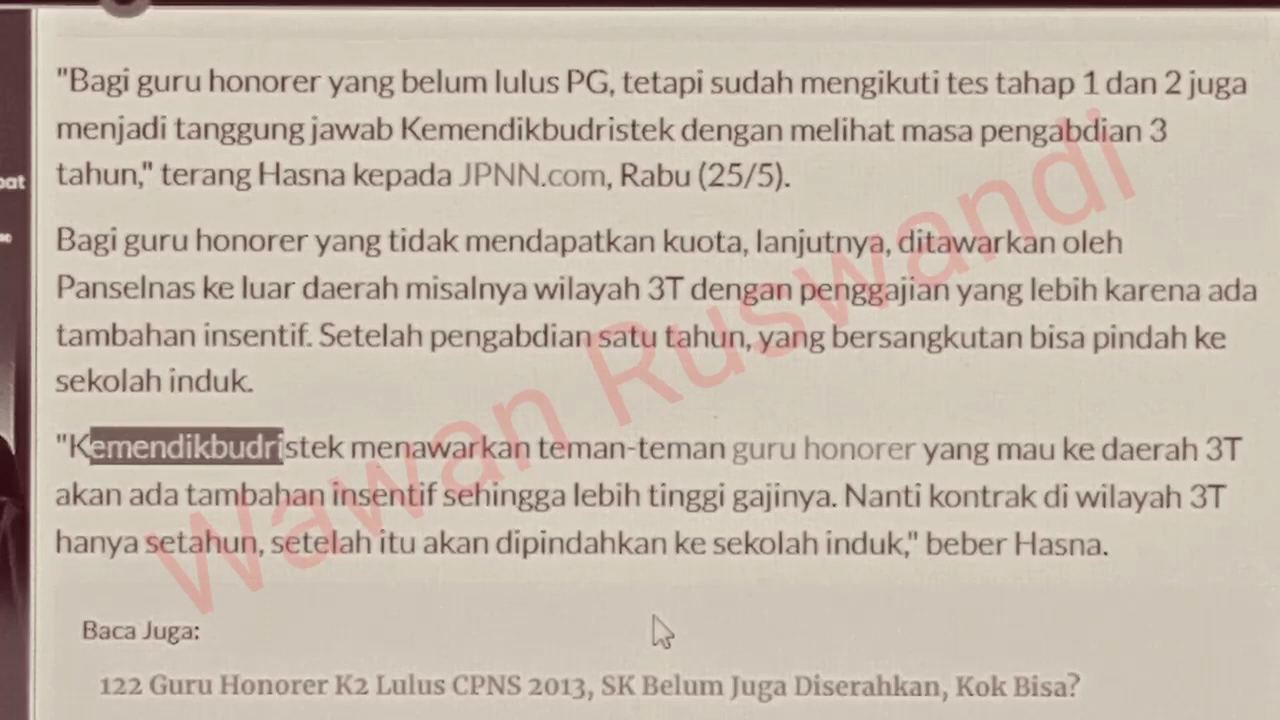 "Bagi guru honorer yang belum lulus PG, tetapi sudah mengikuti tes tahap 1 dan 2 juga
menjadi tanggung jawab Kemendikbudristek dengan melihat masa pengabdian 3
tahun," terang Hasna kepada JPNN.com, Rabu (25/5).
Bagi guru honorer yang tidak mendapatkan kuota, lanjutnya, ditawarkan oleh
Panselnas ke luar daerah misalnya wilayah 3T dengan penggajian yang lebih karena ada
tambahan insentif. Setelah pengabdian satu tahun, yang bersangkutan bisa pindah ke
sekolah induk.
"Kemendikbudristek menawarkan teman-teman guru honorer yang mau ke daerah 3T
akan ada tambahan insentif sehingga lebih tinggi gajinya. Nanti kontrak di wilayah 3T
hanya setahun, setelah itu akan dipindahkan ke sekolah induk," beber Hasna.
Baca Juga:
122 Guru Honorer K2 Lulus CPNS 2013, SK Belum Juga Diserahkan, Kok Bisa?
Wawan Ruswandi